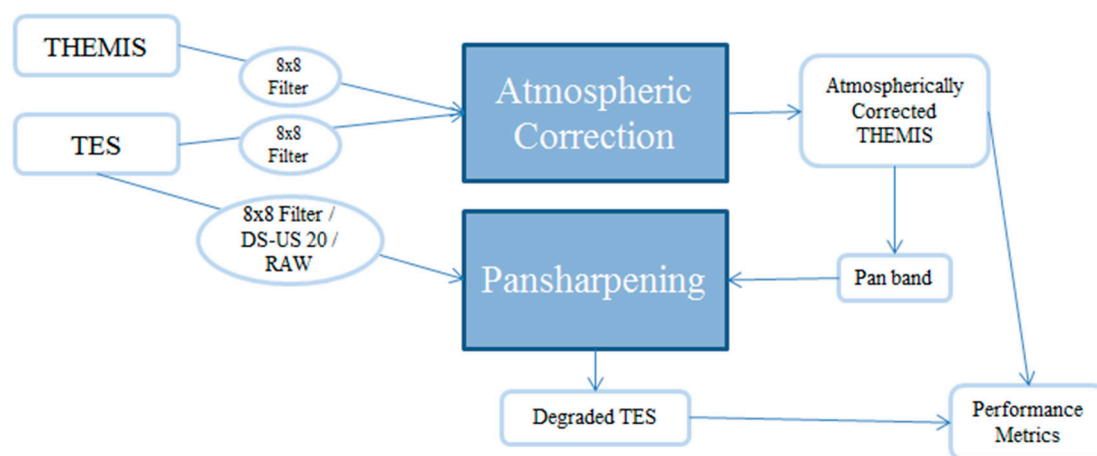 THEMIS
8x8
Filter
Atmospheric
Correction
Atmospherically
Corrected
THEMIS
TES
8x8
Filter
8x8 Filter /
DS-US 20 /
RAW
Pansharpening
Pan band
Degraded TES
Performance
Metrics